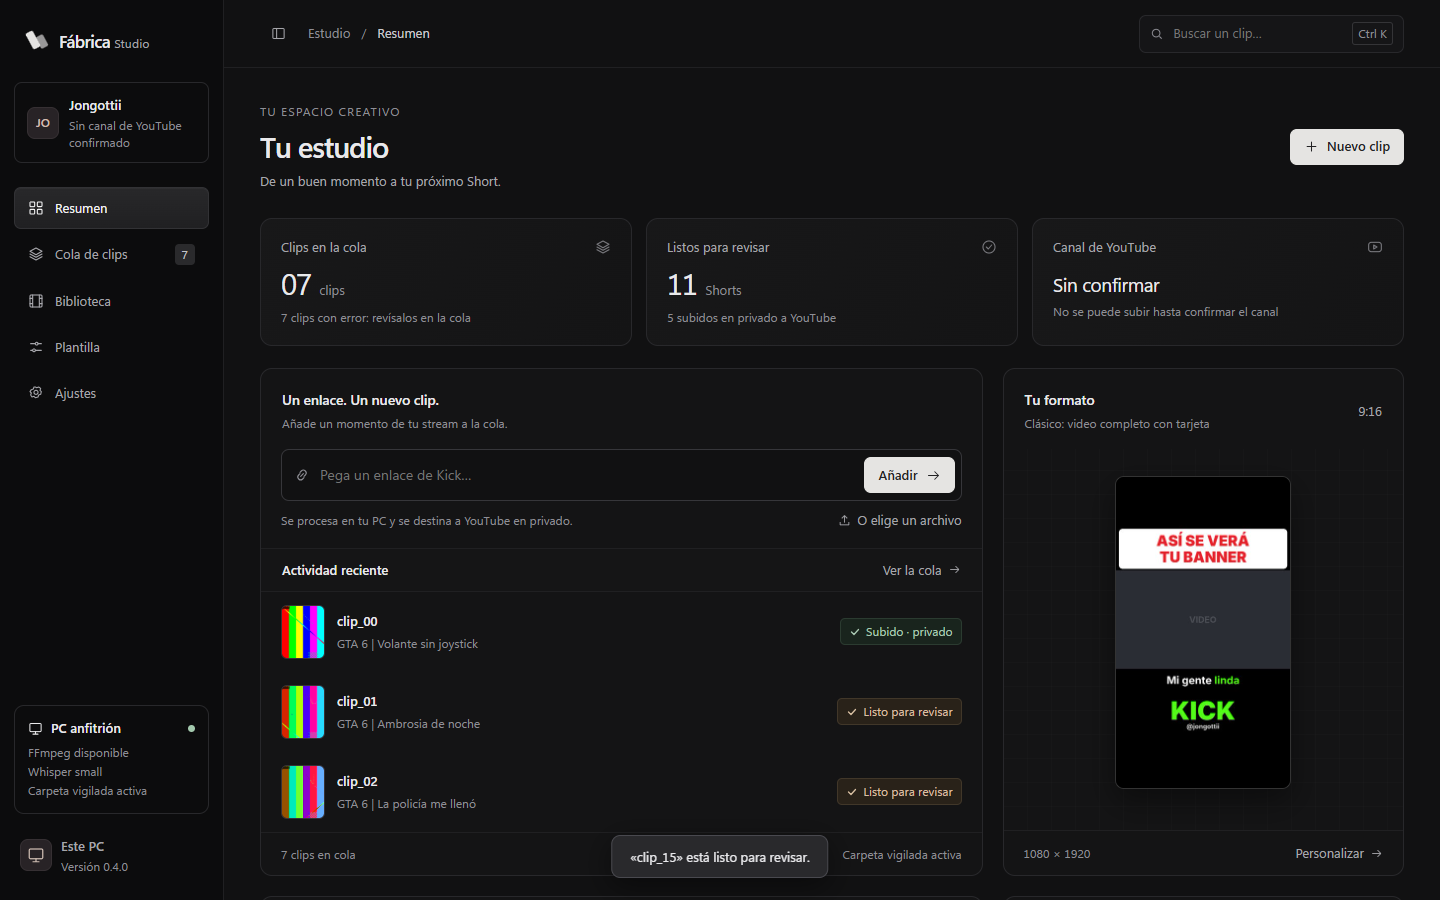 Fábrica Studio
JO
Jongottii
Sin canal de YouTube
confirmado
Resumen
Cola de clips 7
Biblioteca
Plantilla
Ajustes
PC anfitrión
FFmpeg disponible
Whisper small
Carpeta vigilada activa
Este PC
Versión 0.4.0
Estudio / Resumen
Buscar un clip... Ctrl K
TU ESPACIO CREATIVO
Tu estudio
De un buen momento a tu próximo Short.
+ Nuevo clip
Clips en la cola
07 clips
7 clips con error: revísalos en la cola
Listos para revisar
11 Shorts
5 subidos en privado a YouTube
Canal de YouTube
Sin confirmar
No se puede subir hasta confirmar el canal
Un enlace. Un nuevo clip.
Añade un momento de tu stream a la cola.
Pega un enlace de Kick...
Añadir →
Se procesa en tu PC y se destina a YouTube en privado.
O elige un archivo
Actividad reciente
Ver la cola →
clip_00
GTA 6 | Volante sin joystick
Subido · privado
clip_01
GTA 6 | Ambrosia de noche
Listo para revisar
clip_02
GTA 6 | La policía me llenó
Listo para revisar
7 clips en cola
«clip_15» está listo para revisar.
Carpeta vigilada activa
Tu formato
Clásico: video completo con tarjeta
9:16
ASÍ SE VERÁ
TU BANNER
VIDEO
Mi gente linda
KICK
@jongottii
1080 × 1920
Personalizar →